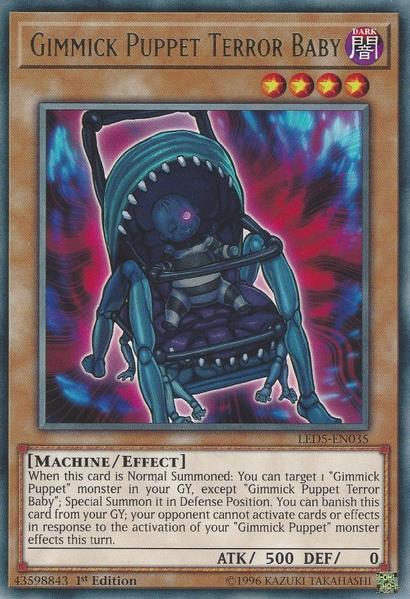 GIMMICK PUPPET TERROR BABY
DARK
闇
LED5-EN035
[MACHINE/EFFECT]
When this card is Normal Summoned: You can target 1 "Gimmick
Puppet" monster in your GY, except "Gimmick Puppet Terror
Baby"; Special Summon it in Defense Position. You can banish this
card from your GY; your opponent cannot activate cards or effects
in response to the activation of your "Gimmick Puppet" monster
effects this turn.
ATK/ 500 DEF/ 0
43598843 1st Edition ©1996 KAZUKI TAKAHASHI